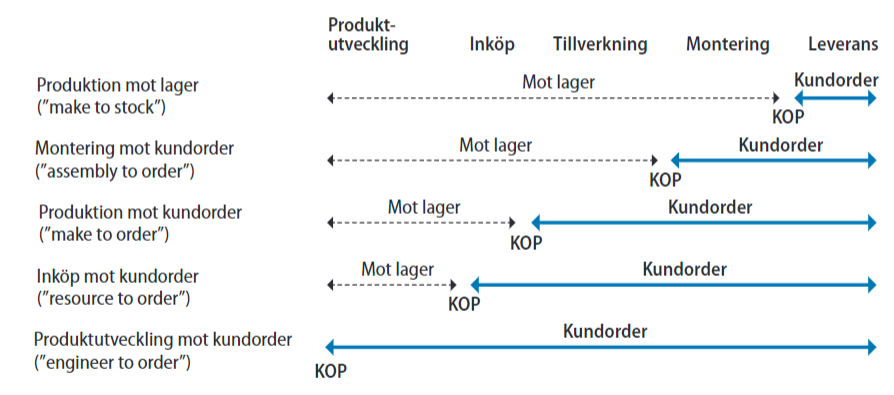 Produkt-
utveckling Inköp Tillverkning Montering Leverans
Produktion mot lager
(”make to stock”)
Mot lager Kundorder
KOP
Montering mot kundorder
(”assembly to order”)
Mot lager Kundorder
KOP
Produktion mot kundorder
(”make to order”)
Mot lager Kundorder
KOP
Inköp mot kundorder
(”resource to order”)
Mot lager Kundorder
KOP
Produktutveckling mot kundorder
(”engineer to order”)
Kundorder
KOP